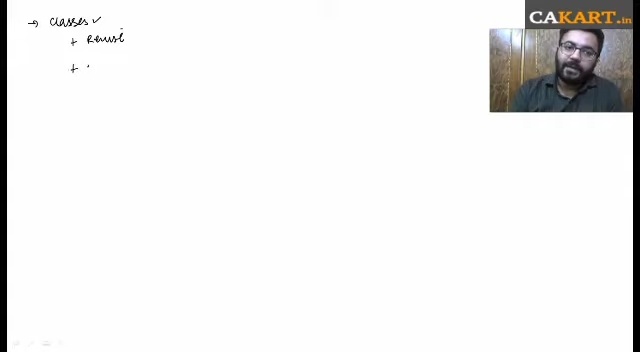 CAKART.in
→ classes ✓
+ Revise
+